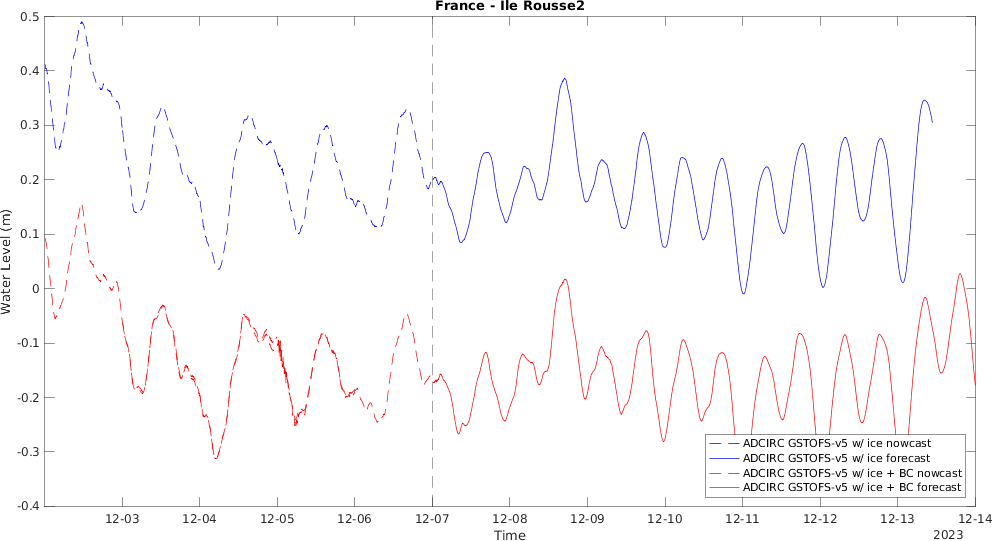 France - Ile Rousse2
0.5
0.4
0.3
0.2
0.1
0
-0.1
-0.2
-0.3
-0.4
Water Level (m)
12-03 12-04 12-05 12-06 12-07 12-08 12-09 12-10 12-11 12-12 12-13 12-14
Time
2023
ADCIRC GSTOFS-v5 w/ ice nowcast
ADCIRC GSTOFS-v5 w/ ice forecast
ADCIRC GSTOFS-v5 w/ ice + BC nowcast
ADCIRC GSTOFS-v5 w/ ice + BC forecast